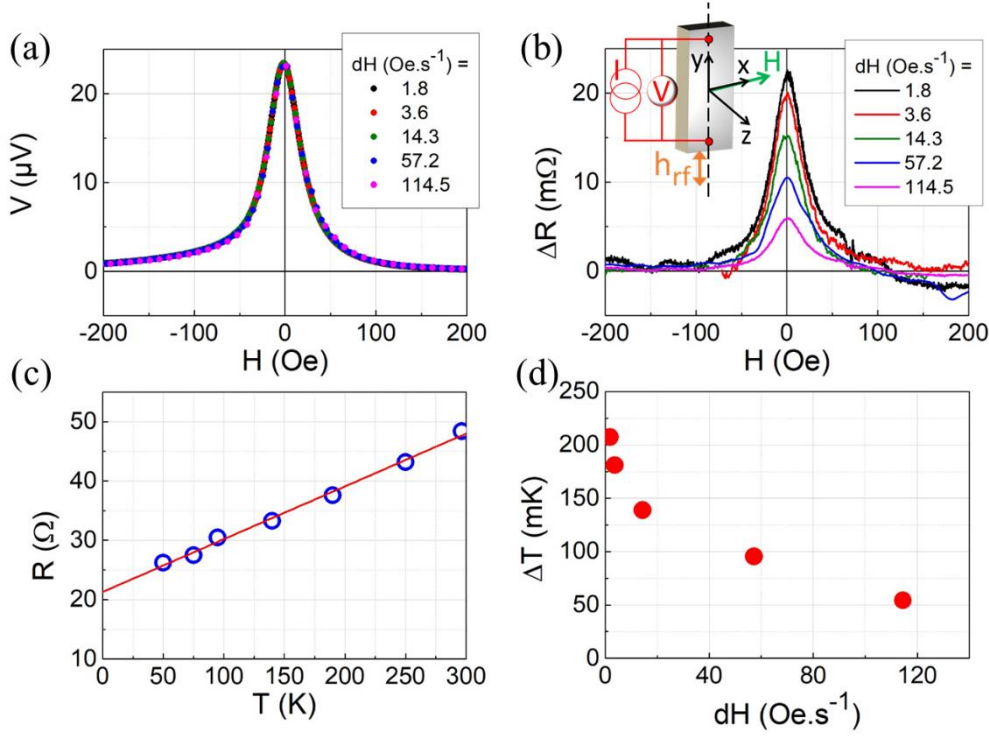 (a)
dH (Oe.s⁻¹) =
1.8
3.6
14.3
57.2
114.5
V (µV)
20
10
0
-200 -100 0 100 200
H (Oe)
(b)
dH (Oe.s⁻¹) =
1.8
3.6
14.3
57.2
114.5
I
V
y
x
H
z
h_rf
ΔR (mΩ)
20
10
0
-200 -100 0 100 200
H (Oe)
(c)
R (Ω)
50
40
30
20
10
0 50 100 150 200 250 300
T (K)
(d)
ΔT (mK)
250
200
150
100
50
0
0 40 80 120
dH (Oe.s⁻¹)